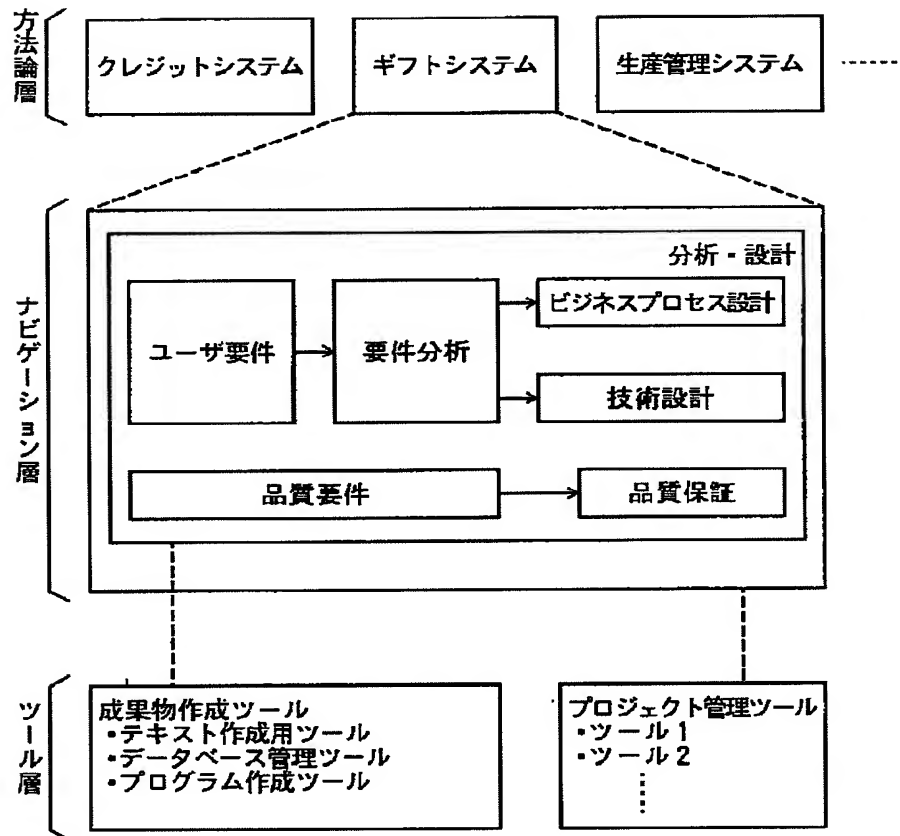 方法論層
クレジットシステム
ギフトシステム
生産管理システム
ナビゲーション層
分析・設計
ユーザ要件
要件分析
ビジネスプロセス設計
技術設計
品質要件
品質保証
ツール層
成果物作成ツール
・テキスト作成用ツール
・データベース管理ツール
・プログラム作成ツール
プロジェクト管理ツール
・ツール1
・ツール2